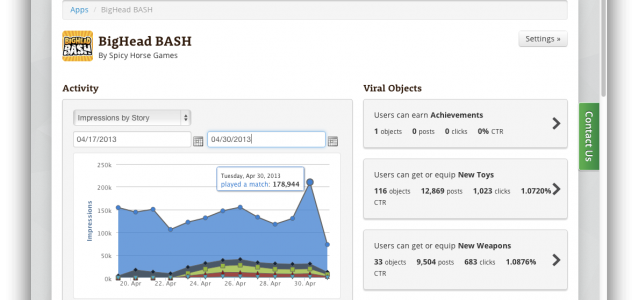 Apps / BigHead BASH
BIGHEAD
BASH
BigHead BASH
By Spicy Horse Games
Settings »
Activity
Impressions by Story
04/17/2013 04/30/2013
Tuesday, Apr 30, 2013
played a match: 178,944
Impressions
250k
200k
150k
100k
50k
0k
20. Apr 22. Apr 24. Apr 26. Apr 28. Apr 30. Apr
Viral Objects
Users can earn Achievements
1 objects 0 posts 0 clicks 0% CTR
Users can get or equip New Toys
116 objects 12,869 posts 1,023 clicks 1.0720%
CTR
Users can get or equip New Weapons
33 objects 9,504 posts 683 clicks 1.0876%
CTR
Contact Us